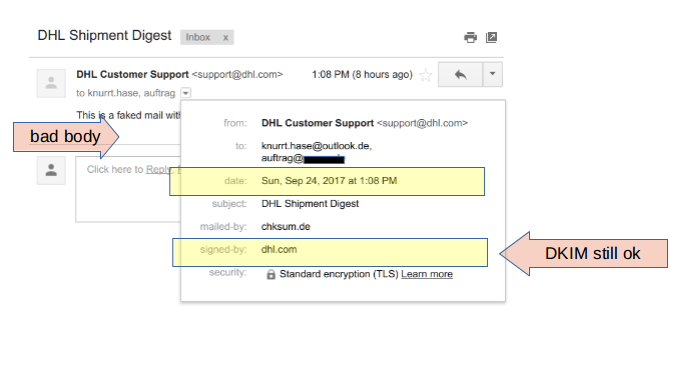 DHL Shipment Digest Inbox x
DHL Customer Support <support@dhl.com> 1:08 PM (8 hours ago)
to knurrt.hase, auftrag
This is a faked mail wit
bad body
Click here to Reply,
from: DHL Customer Support <support@dhl.com>
to: knurrt.hase@outlook.de,
auftrag@
date: Sun, Sep 24, 2017 at 1:08 PM
subject: DHL Shipment Digest
mailed-by: chksum.de
signed-by: dhl.com
security: Standard encryption (TLS) Learn more
DKIM still ok